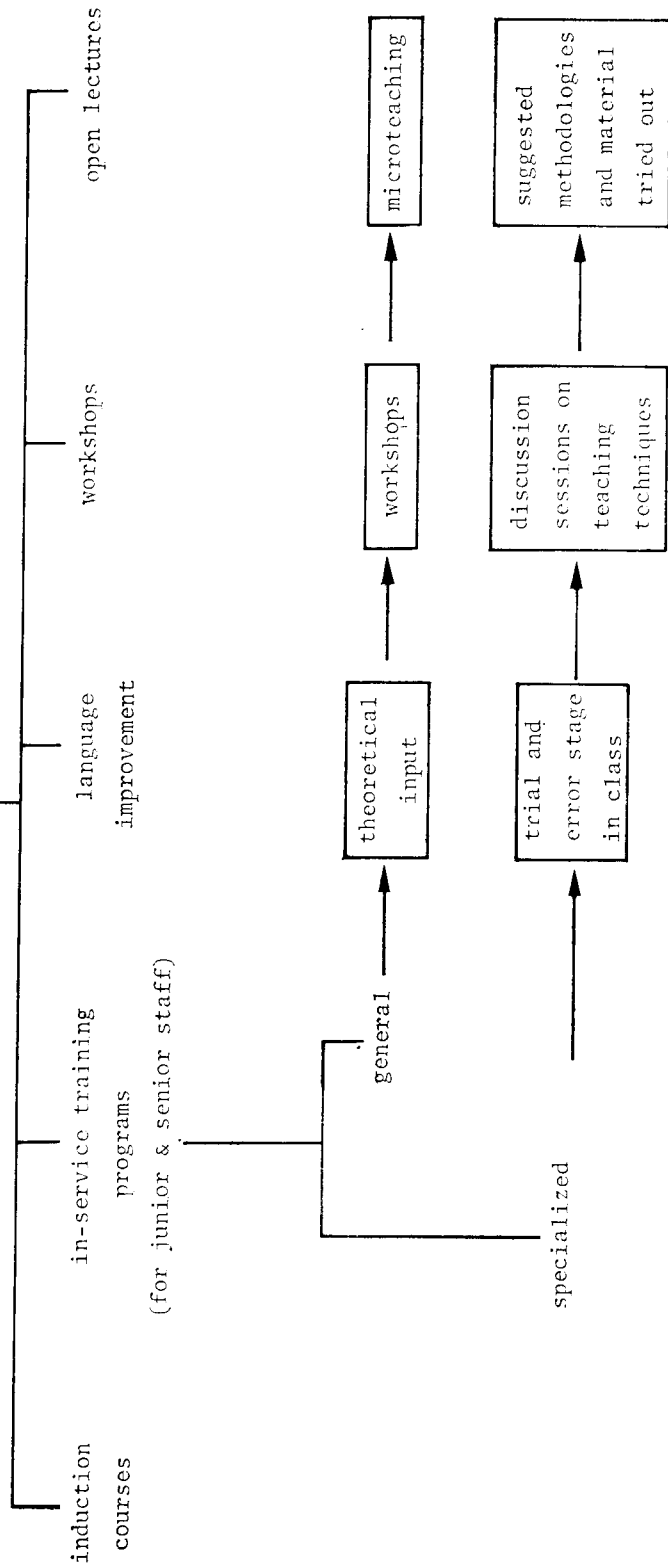 induction
courses
in-service training
programs
(for junior & senior staff)
language
improvement
workshops
open lectures
general
theoretical
input
workshops
microteaching
specialized
trial and
error stage
in class
discussion
sessions on
teaching
techniques
suggested
methodologies
and material
tried out